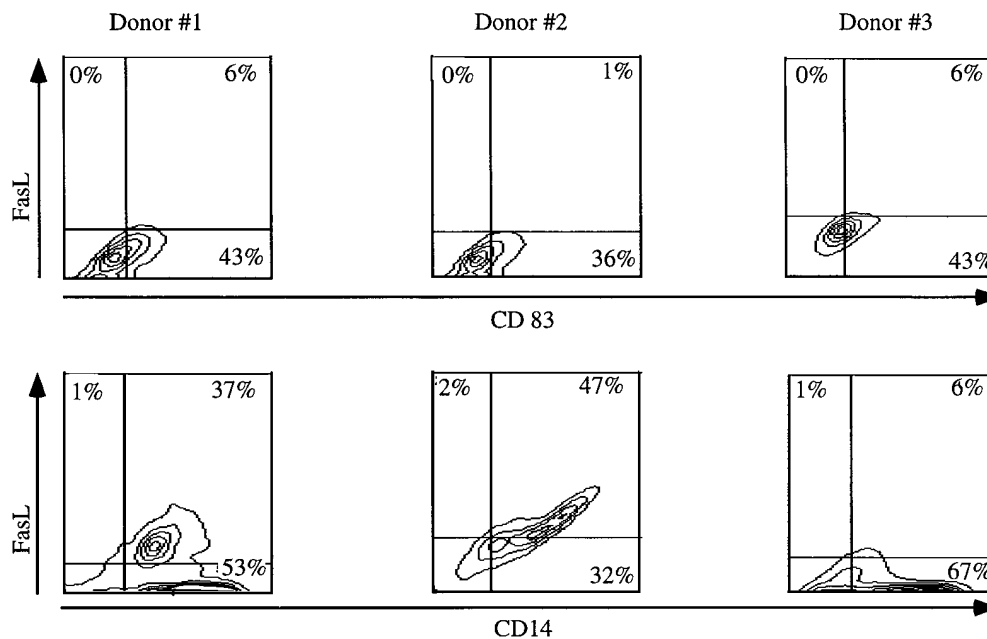 Donor #1 Donor #2 Donor #3
0% 6% 0% 1% 0% 6%
FasL
43% 36% 43%
CD 83
1% 37% 2% 47% 1% 6%
FasL
53% 32% 67%
CD14